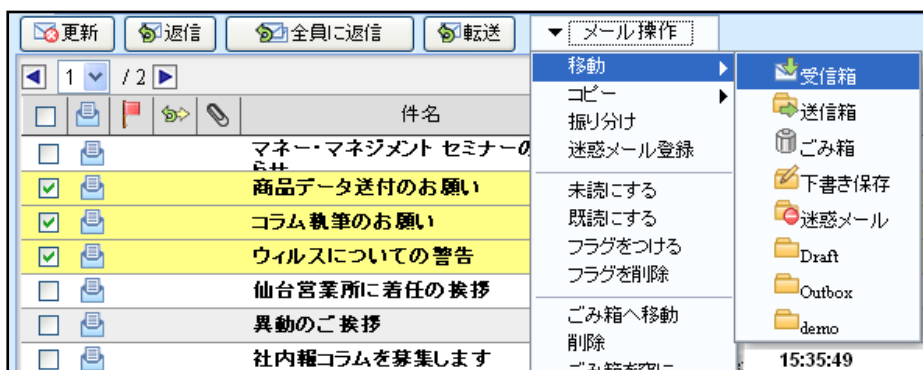 更新 返信 全員に返信 転送 ▼ メール操作
1 / 2
件名
マネー・マネジメント セミナーの
らせ
商品データ送付のお願い
コラム執筆のお願い
ウィルスについての警告
仙台営業所に着任の挨拶
異動のご挨拶
社内報コラムを募集します
移動
コピー
振り分け
迷惑メール登録
未読にする
既読にする
フラグをつける
フラグを削除
ごみ箱へ移動
削除
ごみ箱を空に
受信箱
送信箱
ごみ箱
下書き保存
迷惑メール
Draft
Outbox
demo
15:35:49